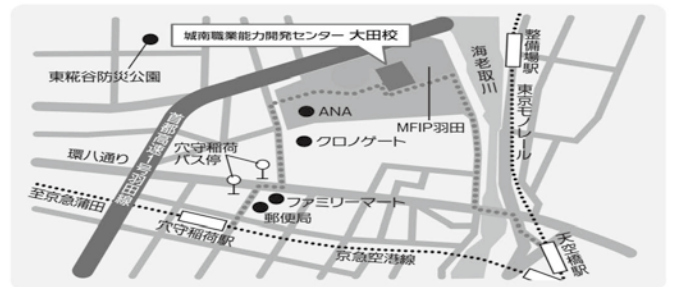 城南職業能力開発センター 大田校
東糀谷防災公園
整備場駅
海老取川
東京モノレール
ANA
MFIP羽田
クロノゲート
首都高速1号羽田線
穴守稲荷
バス停
環八通り
ファミリーマート
郵便局
至京急蒲田
穴守稲荷駅
京急空港線
天空橋駅